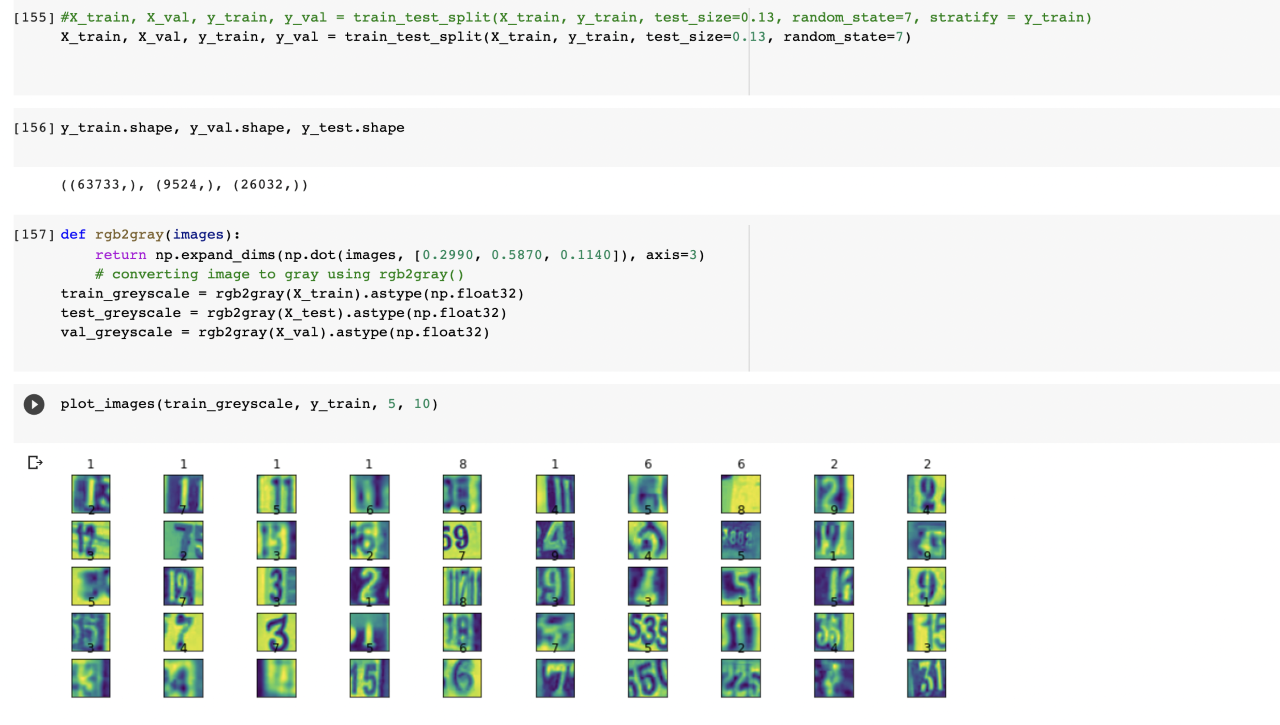 [155] #X_train, X_val, y_train, y_val = train_test_split(X_train, y_train, test_size=0.13, random_state=7, stratify = y_train)
X_train, X_val, y_train, y_val = train_test_split(X_train, y_train, test_size=0.13, random_state=7)
[156] y_train.shape, y_val.shape, y_test.shape
((63733,), (9524,), (26032,))
[157] def rgb2gray(images):
return np.expand_dims(np.dot(images, [0.2990, 0.5870, 0.1140]), axis=3)
# converting image to gray using rgb2gray()
train_greyscale = rgb2gray(X_train).astype(np.float32)
test_greyscale = rgb2gray(X_test).astype(np.float32)
val_greyscale = rgb2gray(X_val).astype(np.float32)
plot_images(train_greyscale, y_train, 5, 10)
1 1 1 1 8 1 6 6 2 2
2 7 5 6 9 4 5 8 9 4
3 2 3 2 7 9 4 5 1 9
5 7 1 8 3 3 1 5 1
3 4 5 6 7 5 2 4 3